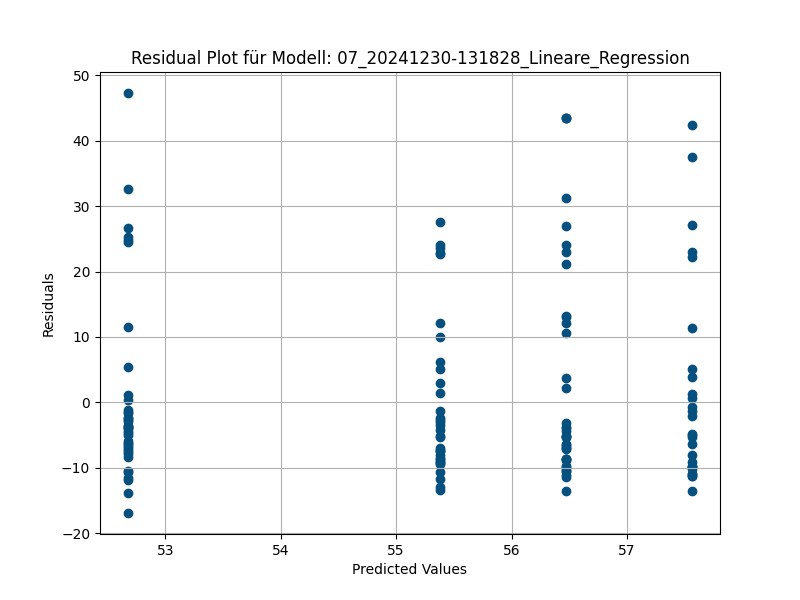 Residual Plot für Modell: 07_20241230-131828_Lineare_Regression
50
40
30
20
10
0
−10
−20
Residuals
53 54 55 56 57
Predicted Values